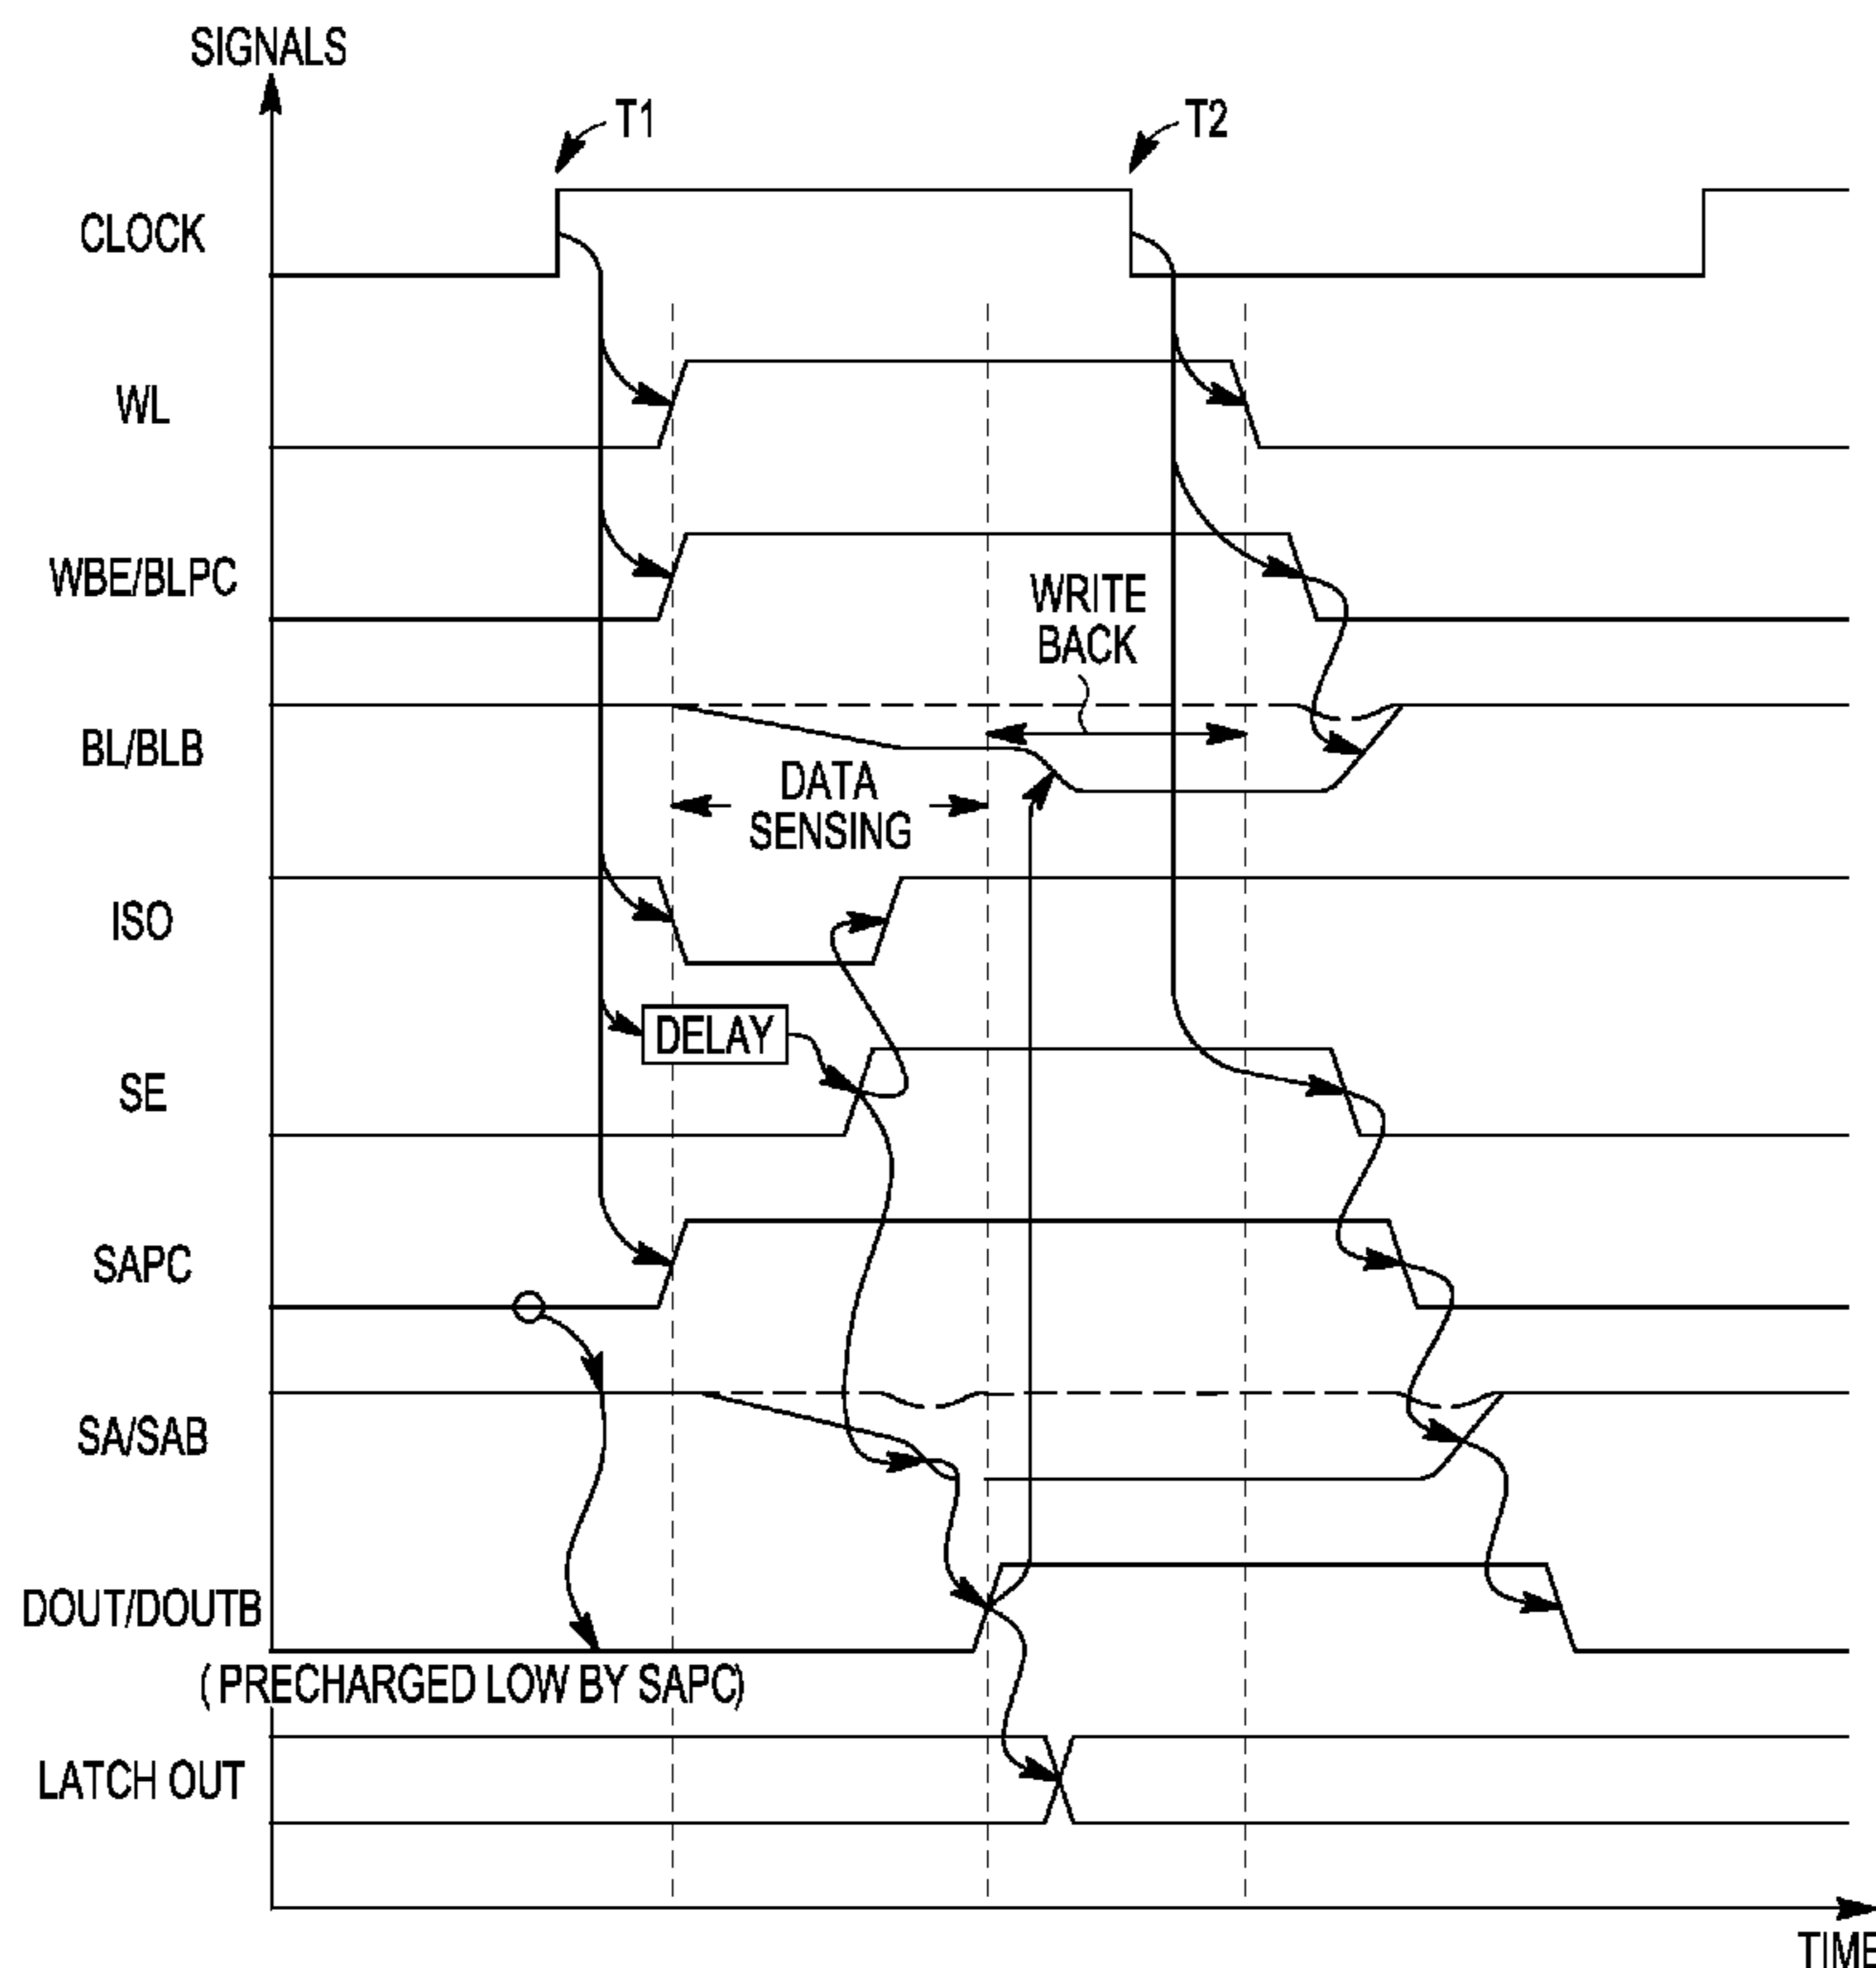 SIGNALS
T1
T2
CLOCK
WL
WBE/BLPC
WRITE
BACK
BL/BLB
DATA
SENSING
ISO
DELAY
SE
SAPC
SA/SAB
DOUT/DOUTB
(PRECHARGED LOW BY SAPC)
LATCH OUT
TIME